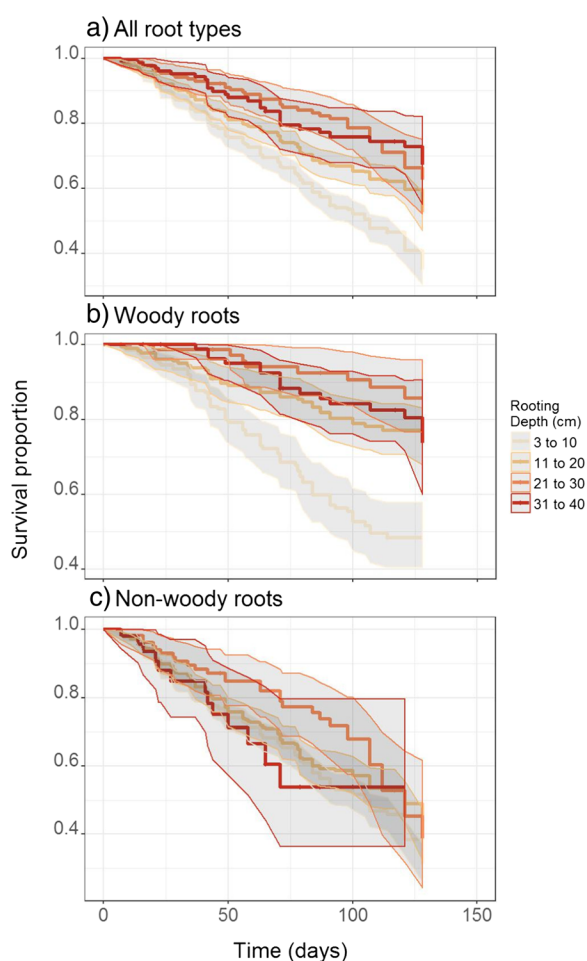 a) All root types
1.0
0.8
0.6
0.4
b) Woody roots
1.0
0.8
0.6
0.4
Survival proportion
Rooting
Depth (cm)
3 to 10
11 to 20
21 to 30
31 to 40
c) Non-woody roots
1.0
0.8
0.6
0.4
0 50 100 150
Time (days)